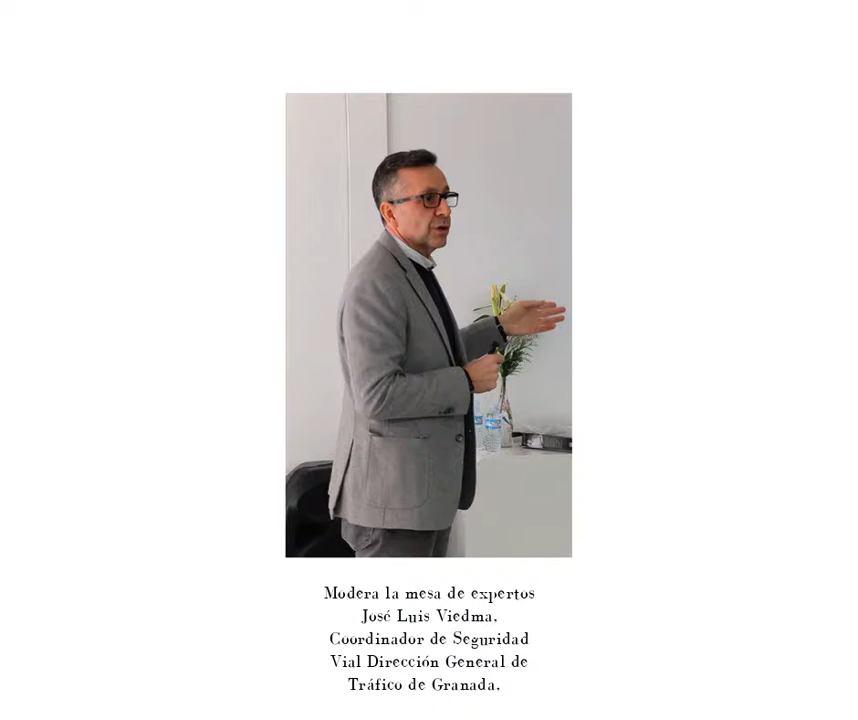 Modera la mesa de expertos
José Luis Viedma,
Coordinador de Seguridad
Vial Dirección General de
Tráfico de Granada,